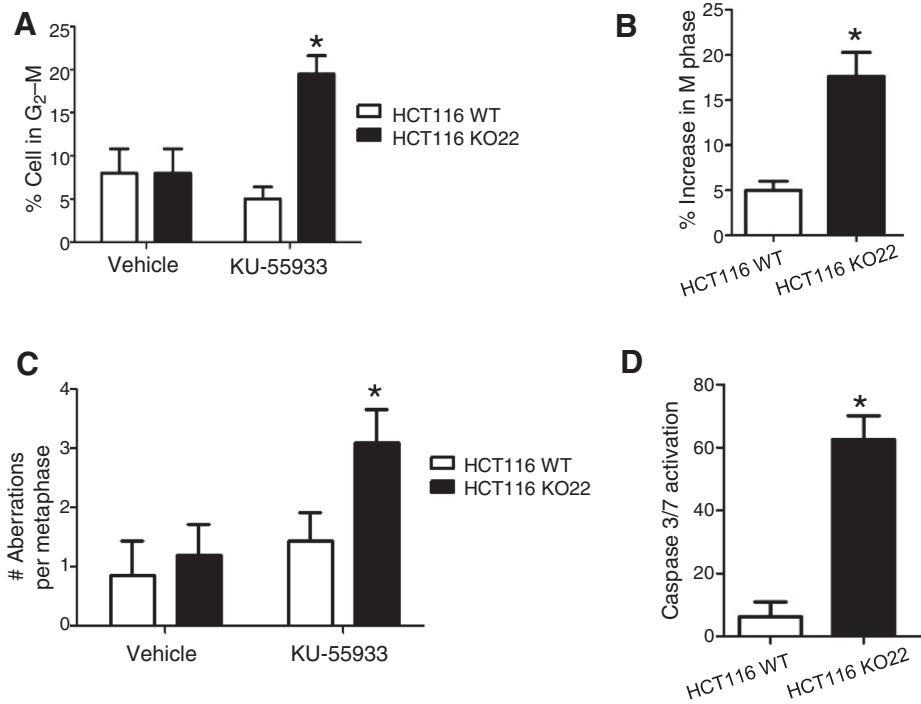 A
% Cell in G₂–M
25
20
15
10
5
0
*
Vehicle
KU-55933
HCT116 WT
HCT116 KO22
B
% Increase in M phase
25
20
15
10
5
0
*
HCT116 WT
HCT116 KO22
C
# Aberrations
per metaphase
4
3
2
1
0
*
Vehicle
KU-55933
HCT116 WT
HCT116 KO22
D
Caspase 3/7 activation
80
60
40
20
0
*
HCT116 WT
HCT116 KO22